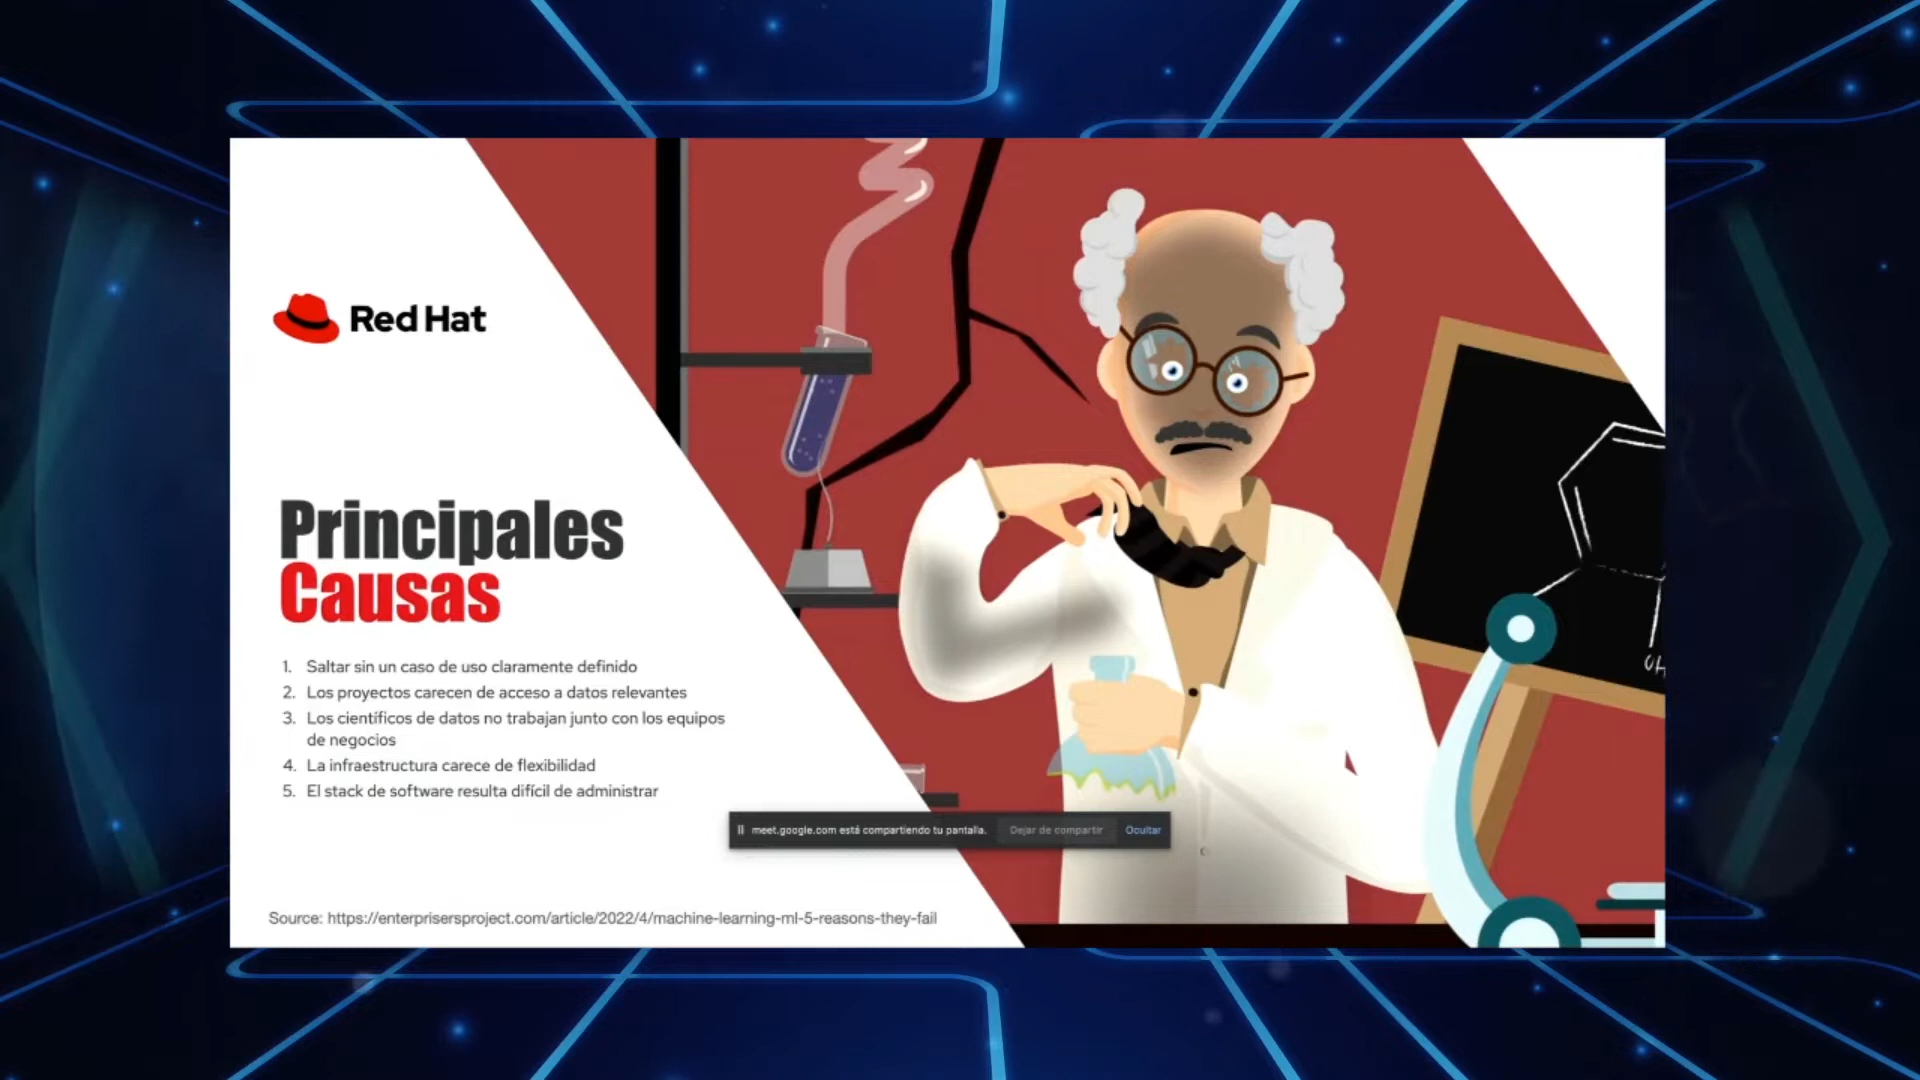 Red Hat
Principales
Causas
1. Saltar sin un caso de uso claramente definido
2. Los proyectos carecen de acceso a datos relevantes
3. Los científicos de datos no trabajan junto con los equipos
de negocios
4. La infraestructura carece de flexibilidad
5. El stack de software resulta difícil de administrar
meet.google.com está compartiendo tu pantalla. Dejar de compartir Ocultar
Source: https://enterprisersproject.com/article/2022/4/machine-learning-ml-5-reasons-they-fail
OH